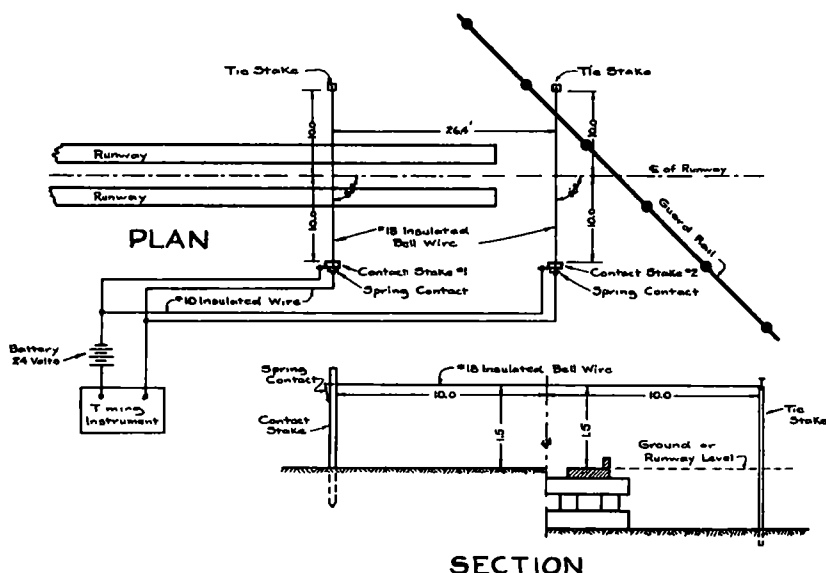 Tie Stake
Tie Stake
10.0
26.4'
10.0
Runway
℄ of Runway
Runway
10.0
10.0
Guard Rail
PLAN
#18 Insulated
Bell Wire
Contact Stake #1
Spring Contact
Contact Stake #2
Spring Contact
#10 Insulated Wire
Battery
24 Volts
Timing
Instrument
#18 Insulated Bell Wire
Spring
Contact
10.0
10.0
Contact
Stake
1.5
℄
1.5
Tie
Stake
Ground or
Runway Level
SECTION